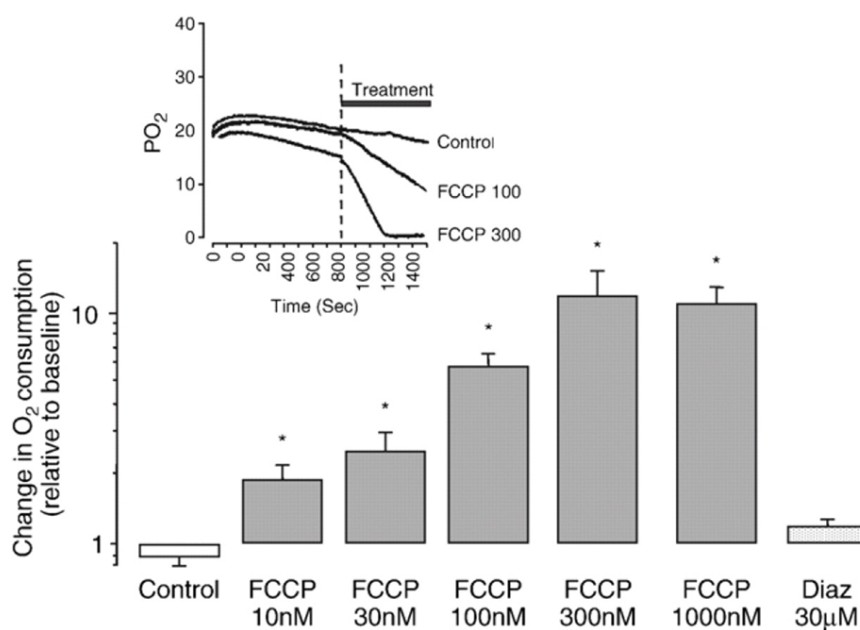 40
30
20
10
0
PO2
Treatment
Control
FCCP 100
FCCP 300
0 0 20 400 600 800 1000 1200 1400
Time (Sec)
Change in O2 consumption
(relative to baseline)
10
1
* * * * *
Control FCCP FCCP FCCP FCCP FCCP Diaz
10nM 30nM 100nM 300nM 1000nM 30µM